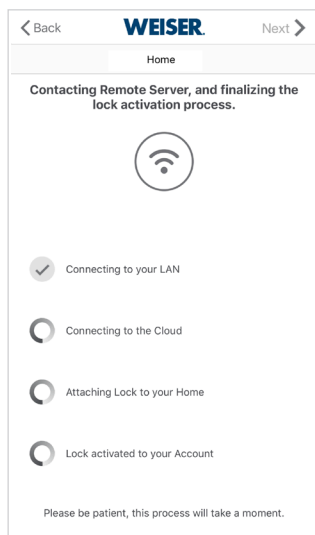 Back
WEISER.
Next
Home
Contacting Remote Server, and finalizing the
lock activation process.
Connecting to your LAN
Connecting to the Cloud
Attaching Lock to your Home
Lock activated to your Account
Please be patient, this process will take a moment.